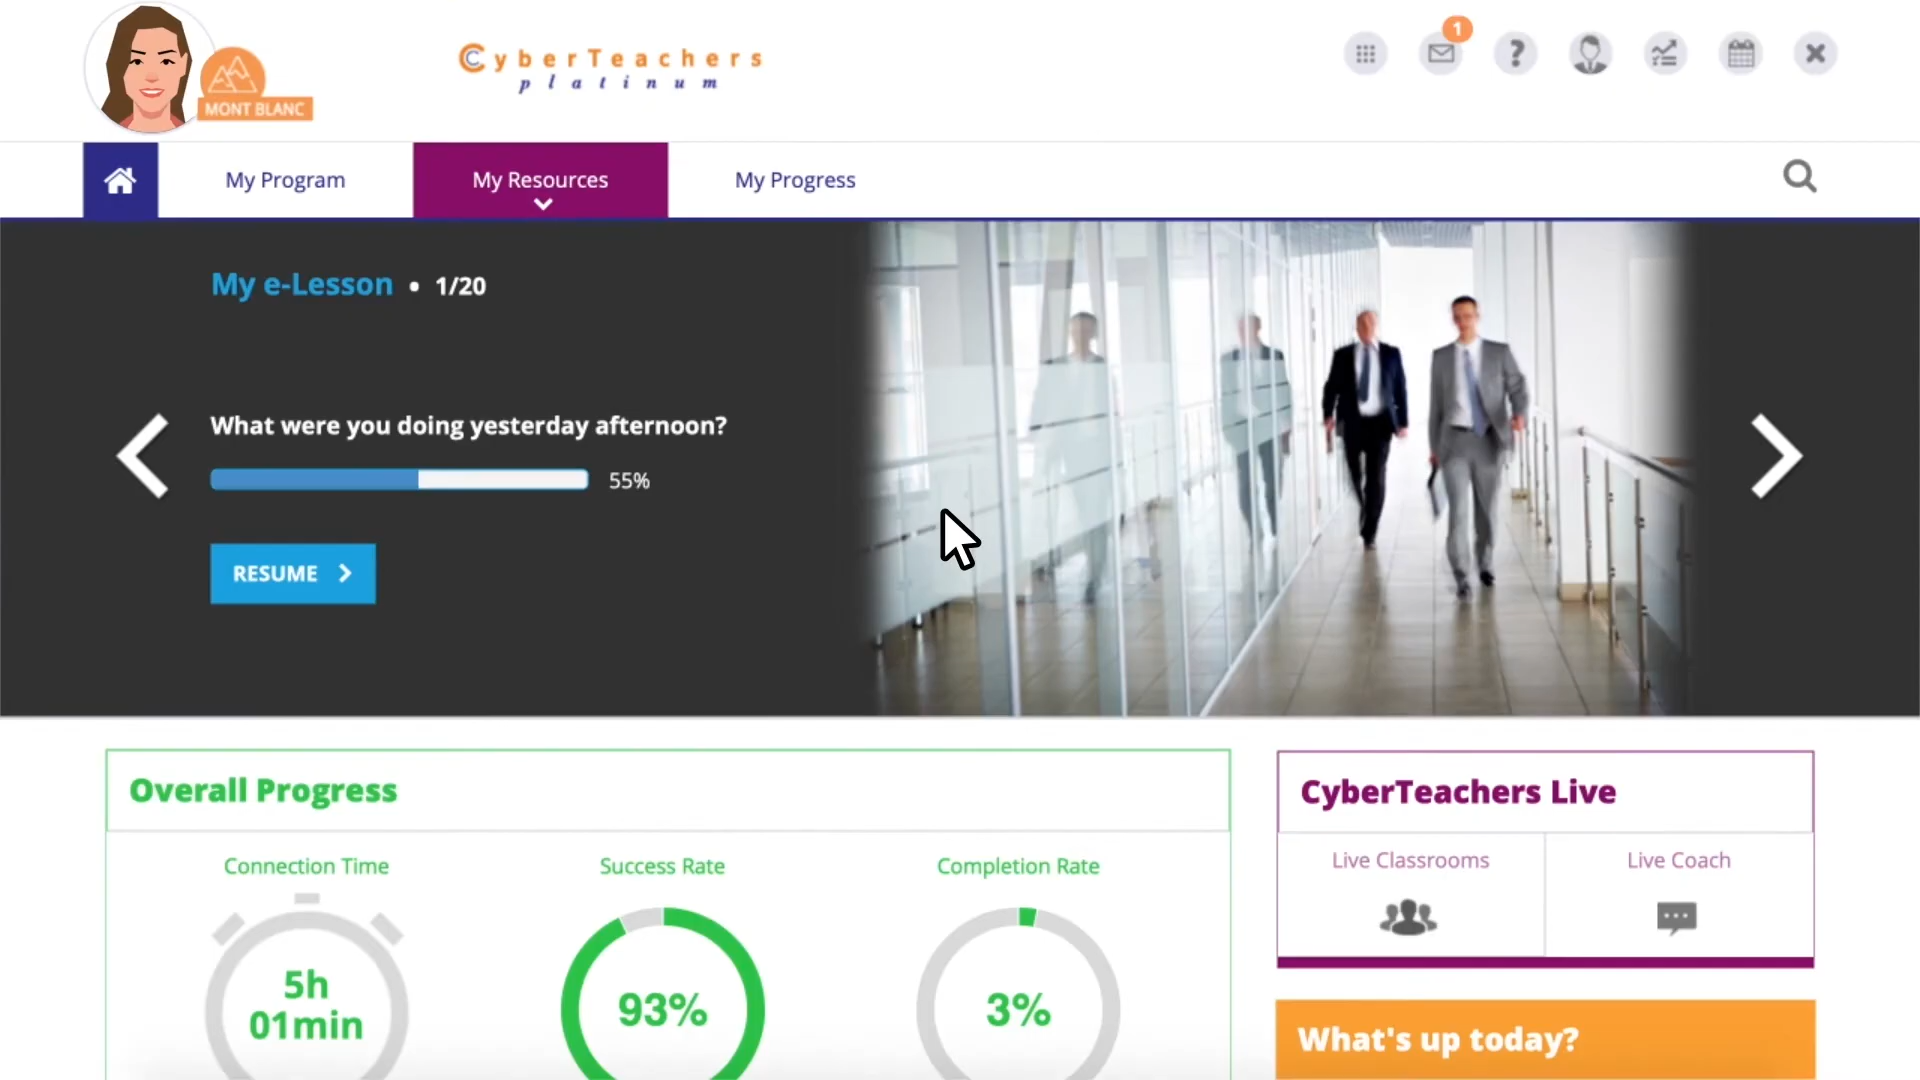 MONT BLANC
CyberTeachers
platinum
1
?
My Program
My Resources
My Progress
My e-Lesson • 1/20
What were you doing yesterday afternoon?
55%
RESUME
Overall Progress
Connection Time
Success Rate
Completion Rate
5h
01min
93%
3%
CyberTeachers Live
Live Classrooms
Live Coach
What's up today?